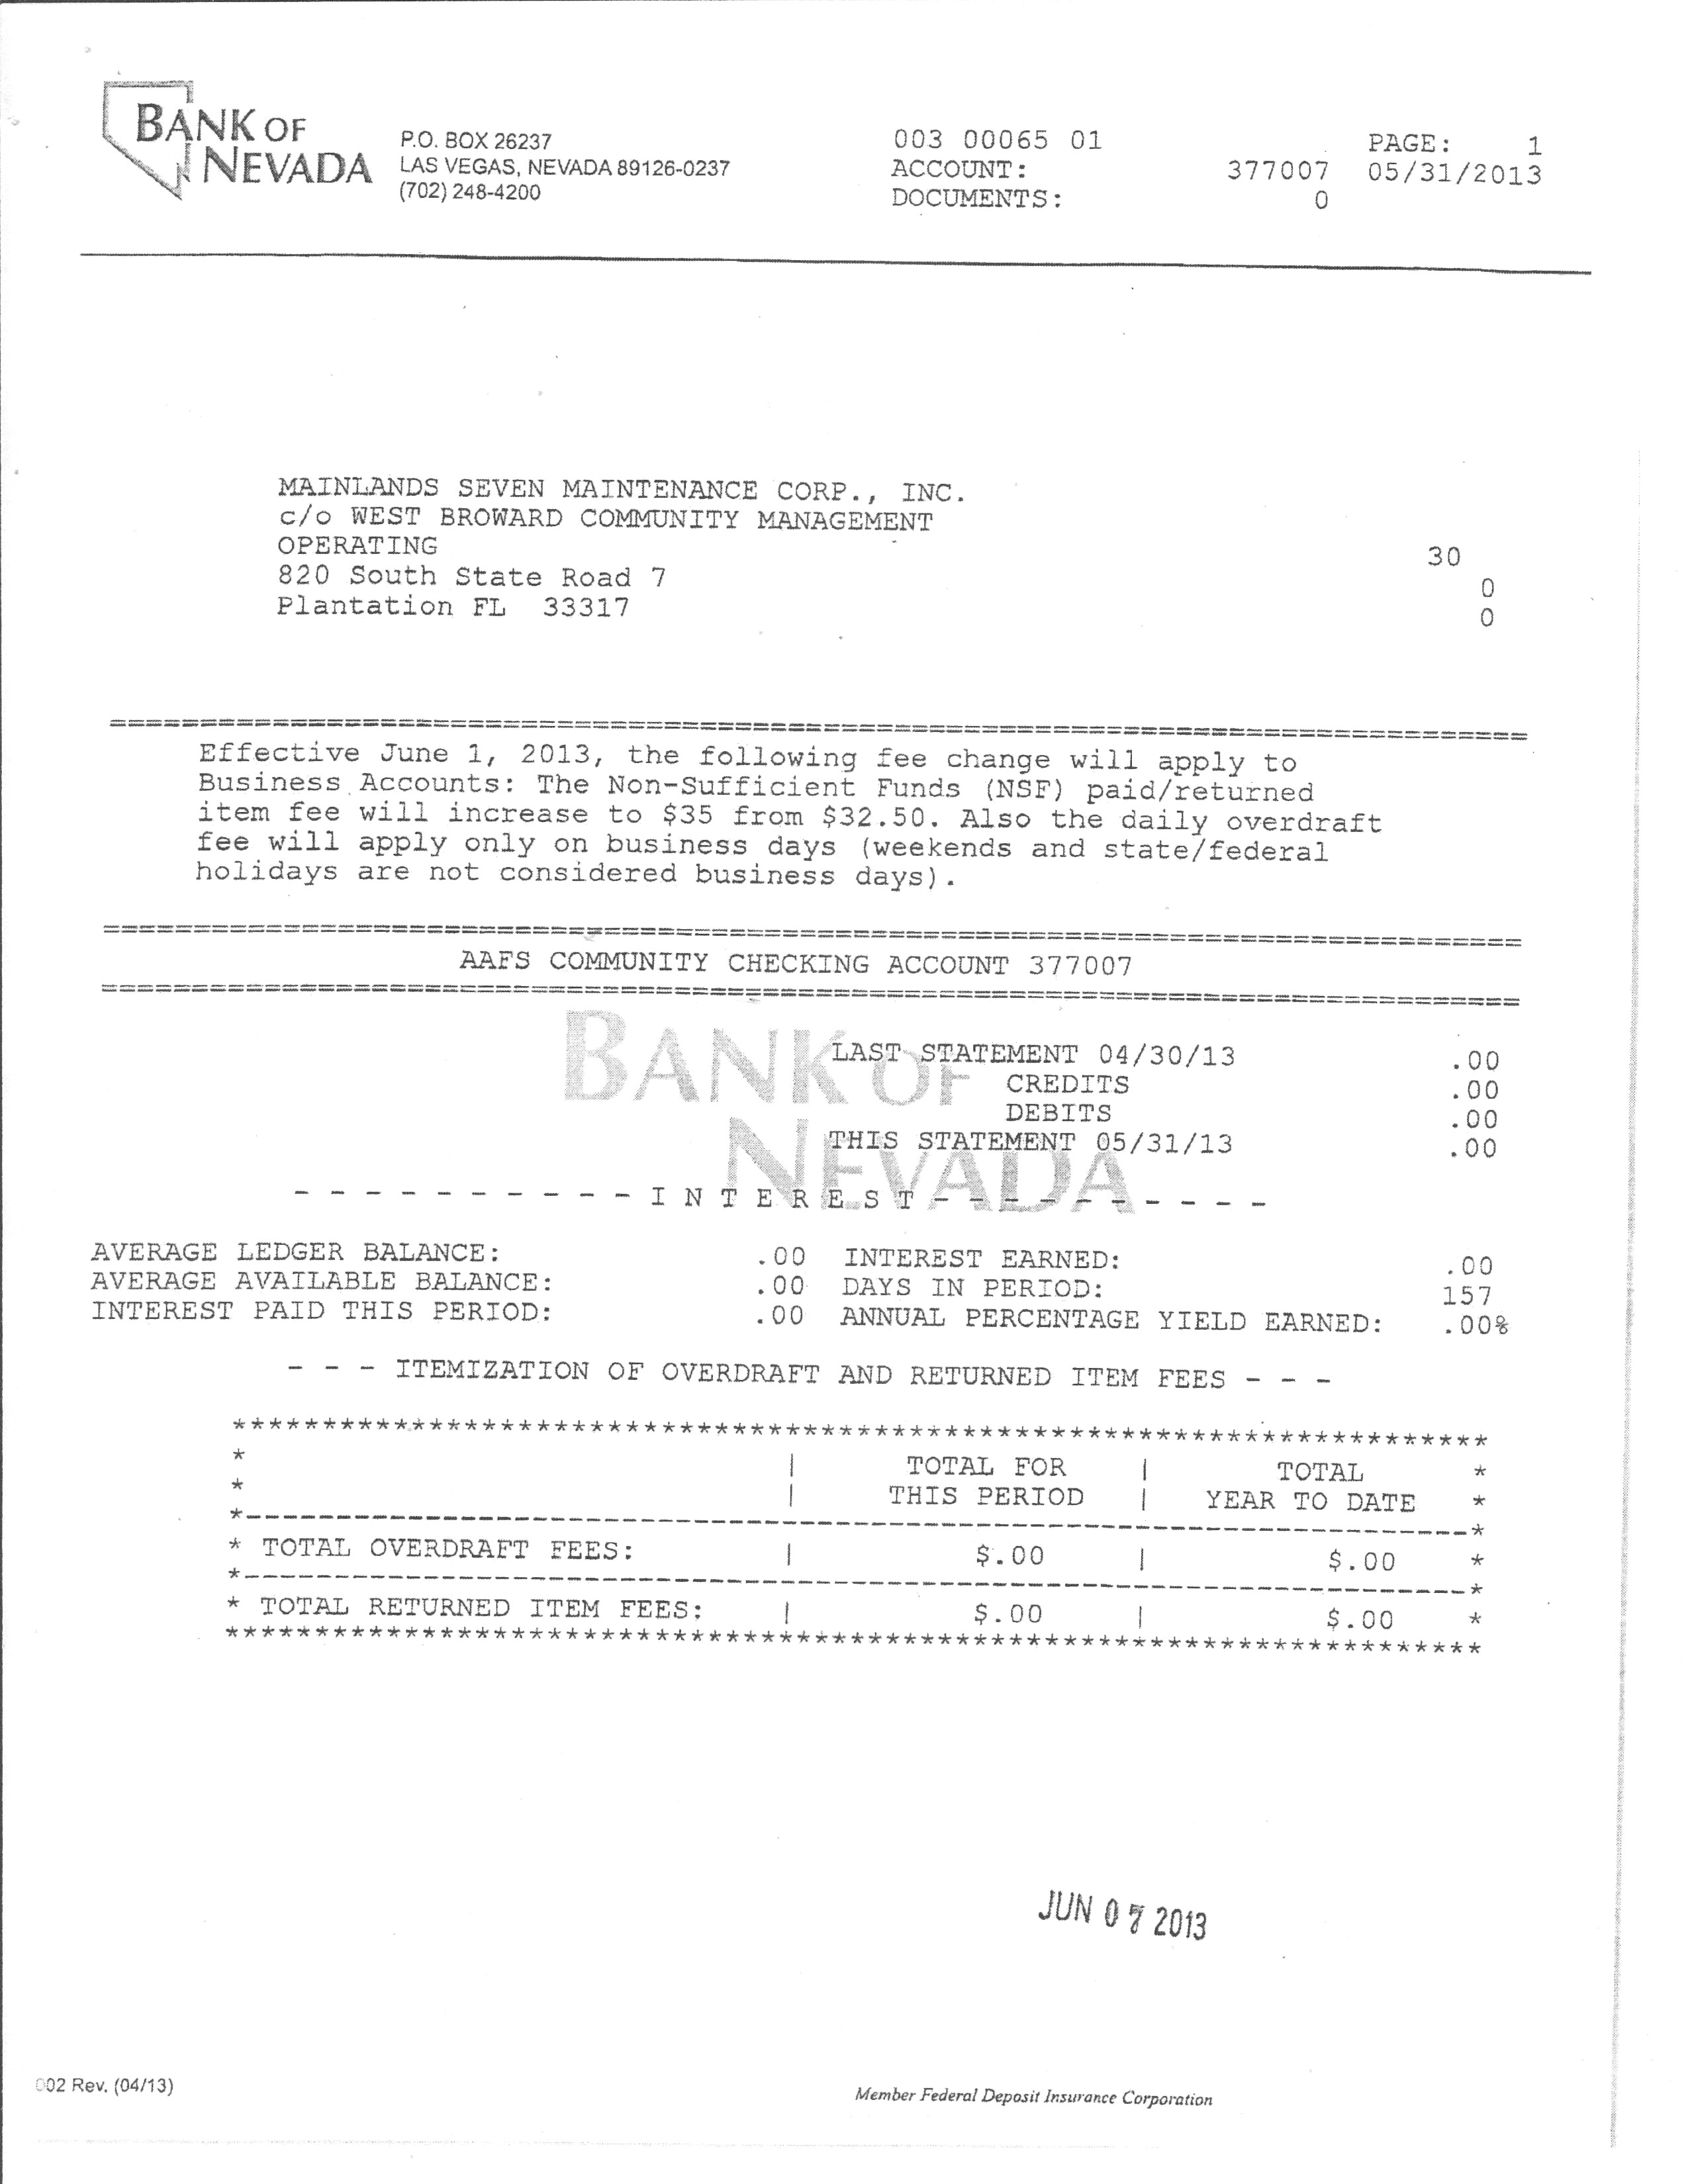 BANK OF
NEVADA
P.O. BOX 26237
LAS VEGAS, NEVADA 89126-0237
(702) 248-4200
003 00065 01 PAGE: 1
ACCOUNT: 377007 05/31/2013
DOCUMENTS: 0
MAINLANDS SEVEN MAINTENANCE CORP., INC.
c/o WEST BROWARD COMMUNITY MANAGEMENT
OPERATING 30
820 South State Road 7 0
Plantation FL 33317 0
================================================================================
Effective June 1, 2013, the following fee change will apply to
Business Accounts: The Non-Sufficient Funds (NSF) paid/returned
item fee will increase to $35 from $32.50. Also the daily overdraft
fee will apply only on business days (weekends and state/federal
holidays are not considered business days).
================================================================================
AAFS COMMUNITY CHECKING ACCOUNT 377007
================================================================================
BANK OF
NEVADA
LAST STATEMENT 04/30/13 .00
CREDITS .00
DEBITS .00
THIS STATEMENT 05/31/13 .00
- - - - - - - - - - I N T E R E S T - - - - - - - - - -
AVERAGE LEDGER BALANCE: .00 INTEREST EARNED: .00
AVERAGE AVAILABLE BALANCE: .00 DAYS IN PERIOD: 157
INTEREST PAID THIS PERIOD: .00 ANNUAL PERCENTAGE YIELD EARNED: .00%
- - - ITEMIZATION OF OVERDRAFT AND RETURNED ITEM FEES - - -
***********************************************************************
* | TOTAL FOR | TOTAL *
* | THIS PERIOD | YEAR TO DATE *
*---------------------------------------------------------------------*
* TOTAL OVERDRAFT FEES: | $.00 | $.00 *
*---------------------------------------------------------------------*
* TOTAL RETURNED ITEM FEES: | $.00 | $.00 *
***********************************************************************
JUN 07 2013
002 Rev. (04/13)
Member Federal Deposit Insurance Corporation